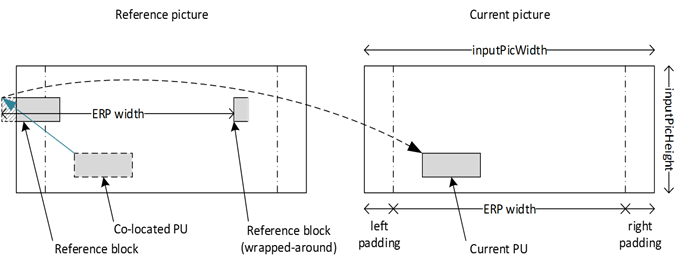 Reference picture
Current picture
inputPicWidth
ERP width
inputPicHeight
Co-located PU
Reference block
Reference block
(wrapped-around)
left
padding
ERP width
right
padding
Current PU